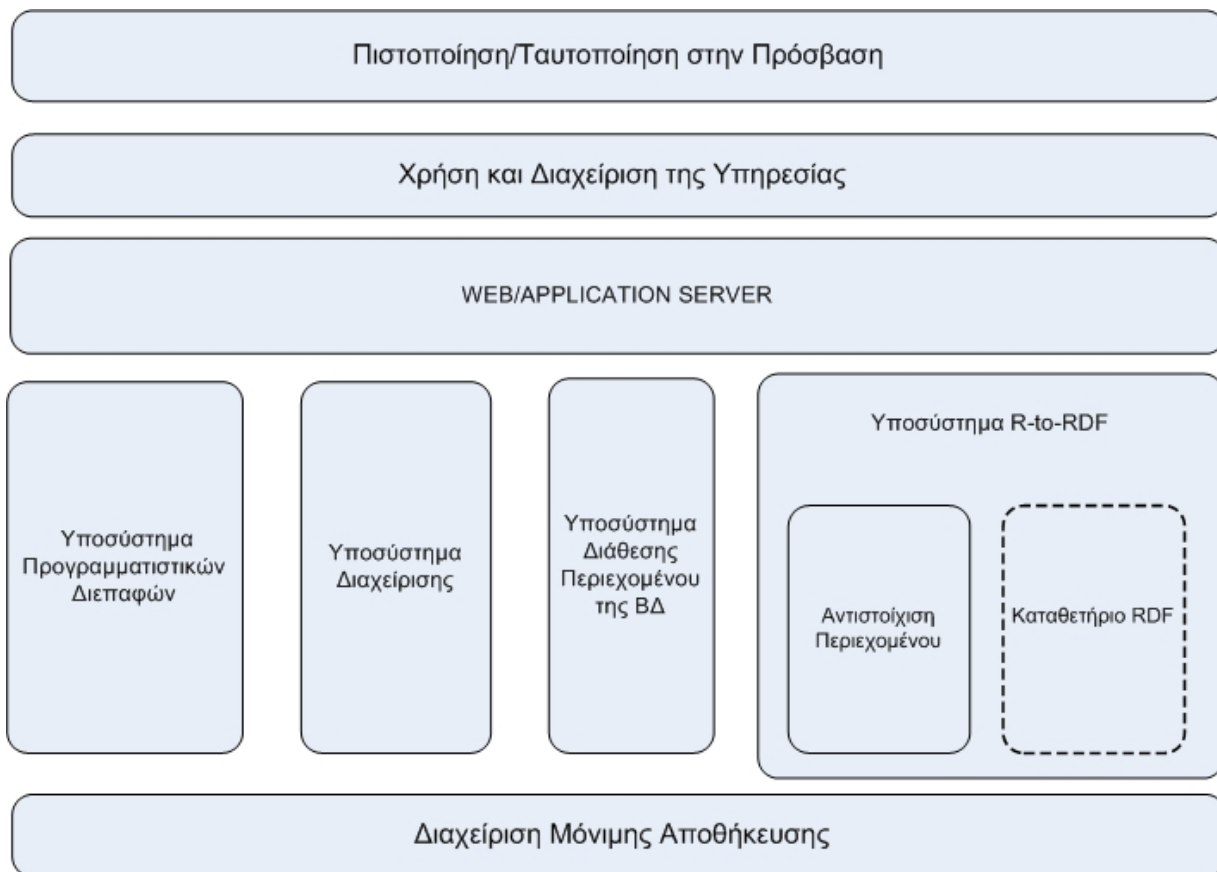 Πιστοποίηση/Ταυτοποίηση στην Πρόσβαση
Χρήση και Διαχείριση της Υπηρεσίας
WEB/APPLICATION SERVER
Υποσύστημα
Προγραμματιστικών
Διεπαφών
Υποσύστημα
Διαχείρισης
Υποσύστημα
Διάθεσης
Περιεχομένου
της ΒΔ
Υποσύστημα R-to-RDF
Αντιστοίχιση
Περιεχομένου
Καταθετήριο RDF
Διαχείριση Μόνιμης Αποθήκευσης